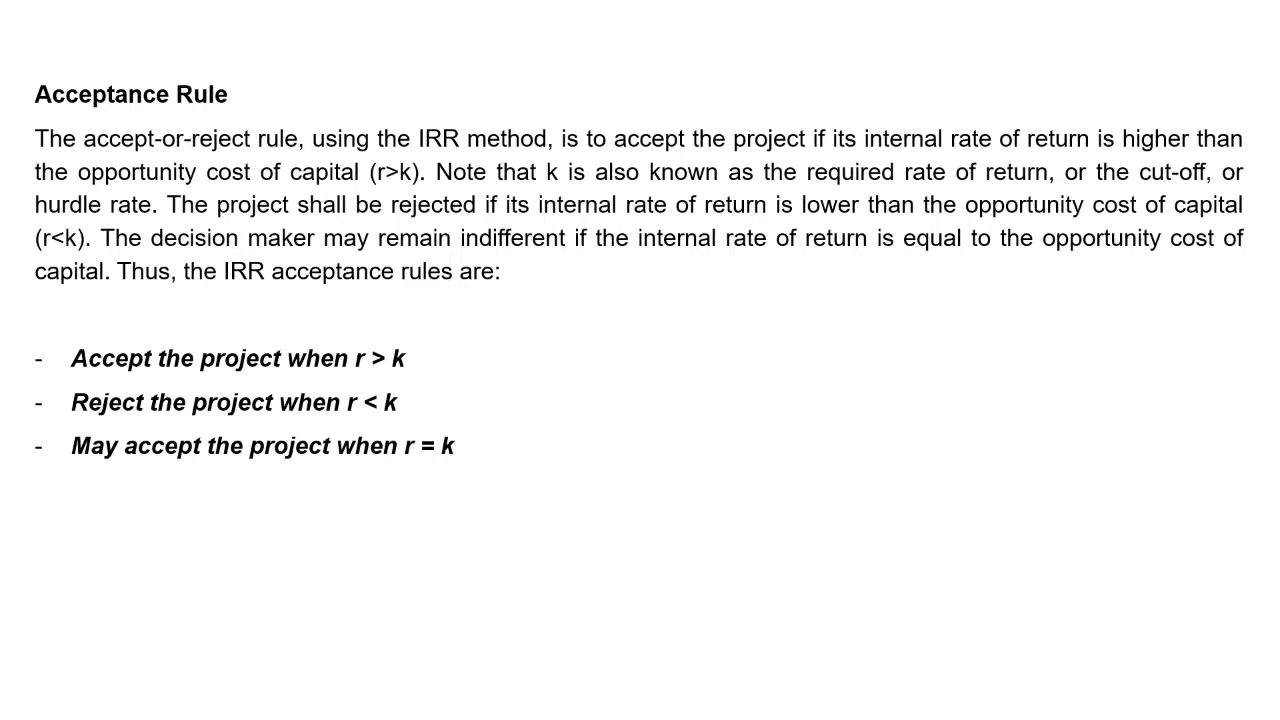 Acceptance Rule
The accept-or-reject rule, using the IRR method, is to accept the project if its internal rate of return is higher than
the opportunity cost of capital (r>k). Note that k is also known as the required rate of return, or the cut-off, or
hurdle rate. The project shall be rejected if its internal rate of return is lower than the opportunity cost of capital
(r<k). The decision maker may remain indifferent if the internal rate of return is equal to the opportunity cost of
capital. Thus, the IRR acceptance rules are:
- Accept the project when r > k
- Reject the project when r < k
- May accept the project when r = k